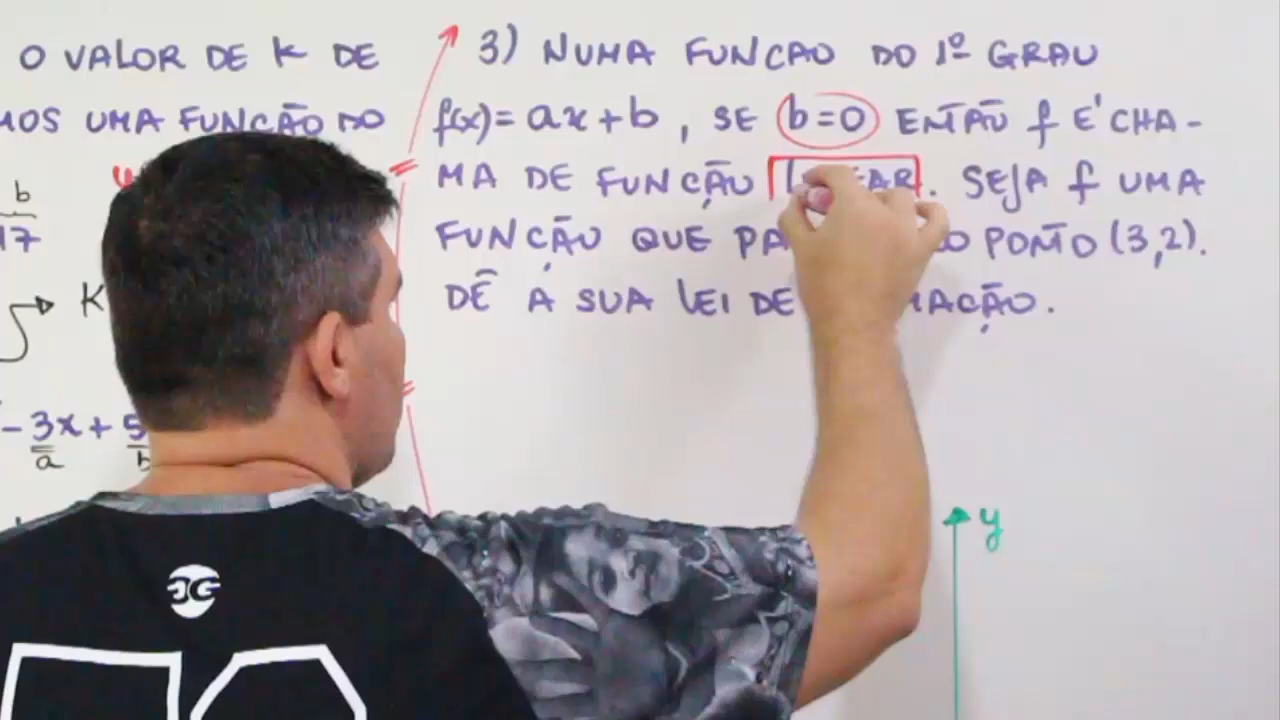 O VALOR DE K DE
MOS UMA FUNÇÃO DO
b
17
K
-3x+5
a b
3) NUMA FUNCAO DO 1º GRAU
f(x)= ax+b, SE b=0 ENTÃO f E' CHA-
MA DE FUNÇÃO. SEJA f UMA
FUNÇÃO QUE PONTO (3,2).
DÊ A SUA LEI DE
y